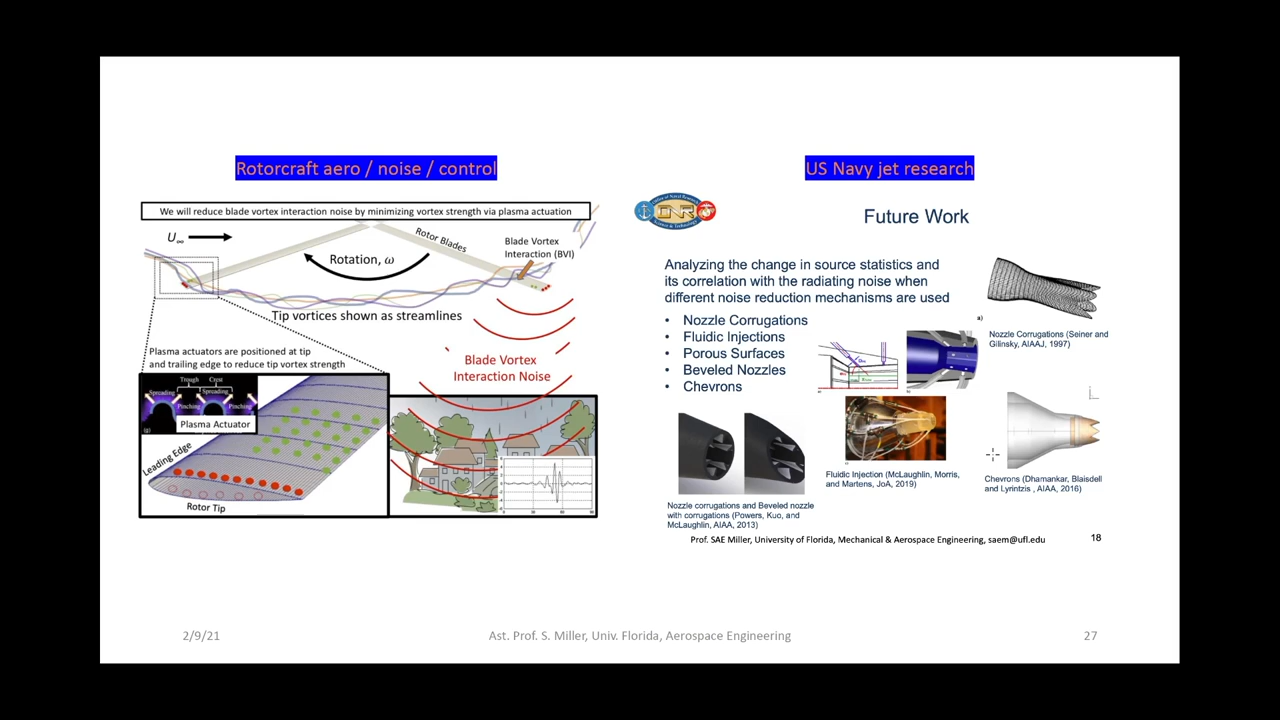 Rotorcraft aero / noise / control
We will reduce blade vortex interaction noise by minimizing vortex strength via plasma actuation
U∞
Rotor Blades
Blade Vortex
Interaction (BVI)
Rotation, ω
Tip vortices shown as streamlines
Plasma actuators are positioned at tip
and trailing edge to reduce tip vortex strength
Blade Vortex
Interaction Noise
Trough Crest
Spreading Spreading
Pinching Pinching
Plasma Actuator
Leading Edge
Rotor Tip
US Navy jet research
ONR
Future Work
Analyzing the change in source statistics and
its correlation with the radiating noise when
different noise reduction mechanisms are used
• Nozzle Corrugations
• Fluidic Injections
• Porous Surfaces
• Beveled Nozzles
• Chevrons
a)
Nozzle Corrugations (Seiner and
Gilinsky, AIAAJ, 1997)
Fluidic Injection (McLaughlin, Morris,
and Martens, JoA, 2019)
Chevrons (Dhamankar, Blaisdell
and Lyrintzis , AIAA, 2016)
Nozzle corrugations and Beveled nozzle
with corrugations (Powers, Kuo, and
McLaughlin, AIAA, 2013)
Prof. SAE Miller, University of Florida, Mechanical & Aerospace Engineering, saem@ufl.edu
18
2/9/21
Ast. Prof. S. Miller, Univ. Florida, Aerospace Engineering
27